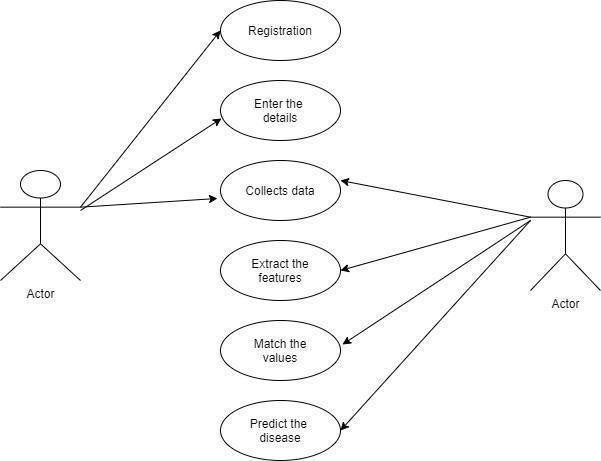 Registration
Enter the
details
Collects data
Extract the
features
Actor
Actor
Match the
values
Predict the
disease